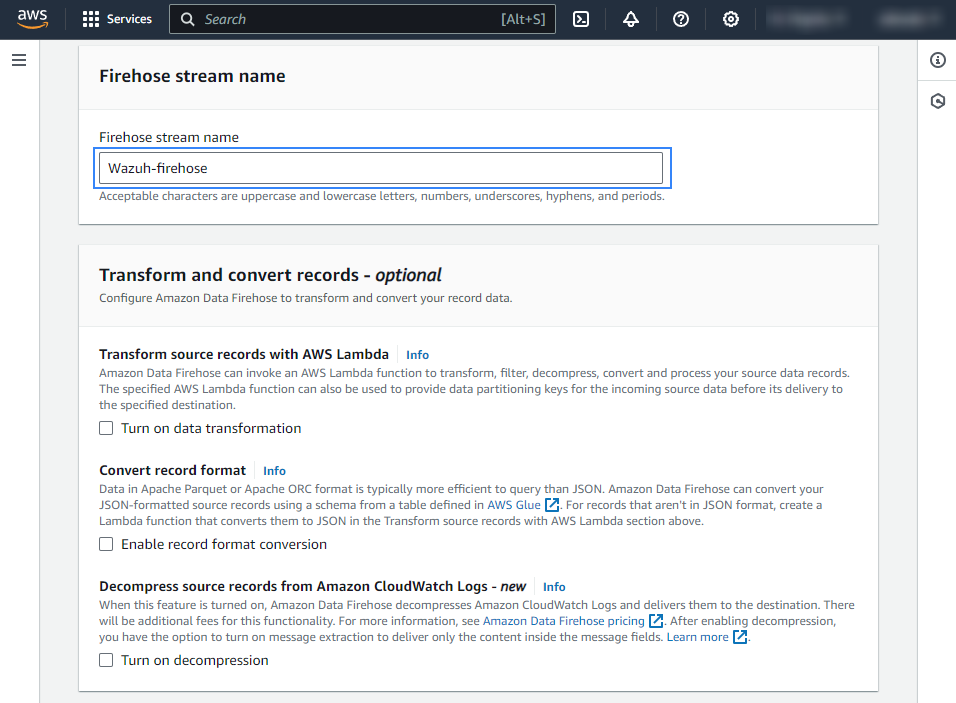 aws
Services
Search
[Alt+S]
Firehose stream name
Firehose stream name
Wazuh-firehose
Acceptable characters are uppercase and lowercase letters, numbers, underscores, hyphens, and periods.
Transform and convert records - optional
Configure Amazon Data Firehose to transform and convert your record data.
Transform source records with AWS Lambda Info
Amazon Data Firehose can invoke an AWS Lambda function to transform, filter, decompress, convert and process your source data records.
The specified AWS Lambda function can also be used to provide data partitioning keys for the incoming source data before its delivery to
the specified destination.
Turn on data transformation
Convert record format Info
Data in Apache Parquet or Apache ORC format is typically more efficient to query than JSON. Amazon Data Firehose can convert your
JSON-formatted source records using a schema from a table defined in AWS Glue. For records that aren't in JSON format, create a
Lambda function that converts them to JSON in the Transform source records with AWS Lambda section above.
Enable record format conversion
Decompress source records from Amazon CloudWatch Logs - new Info
When this feature is turned on, Amazon Data Firehose decompresses Amazon CloudWatch Logs and delivers them to the destination. There
will be additional fees for this functionality. For more information, see Amazon Data Firehose pricing. After enabling decompression,
you have the option to turn on message extraction to deliver only the content inside the message fields. Learn more.
Turn on decompression